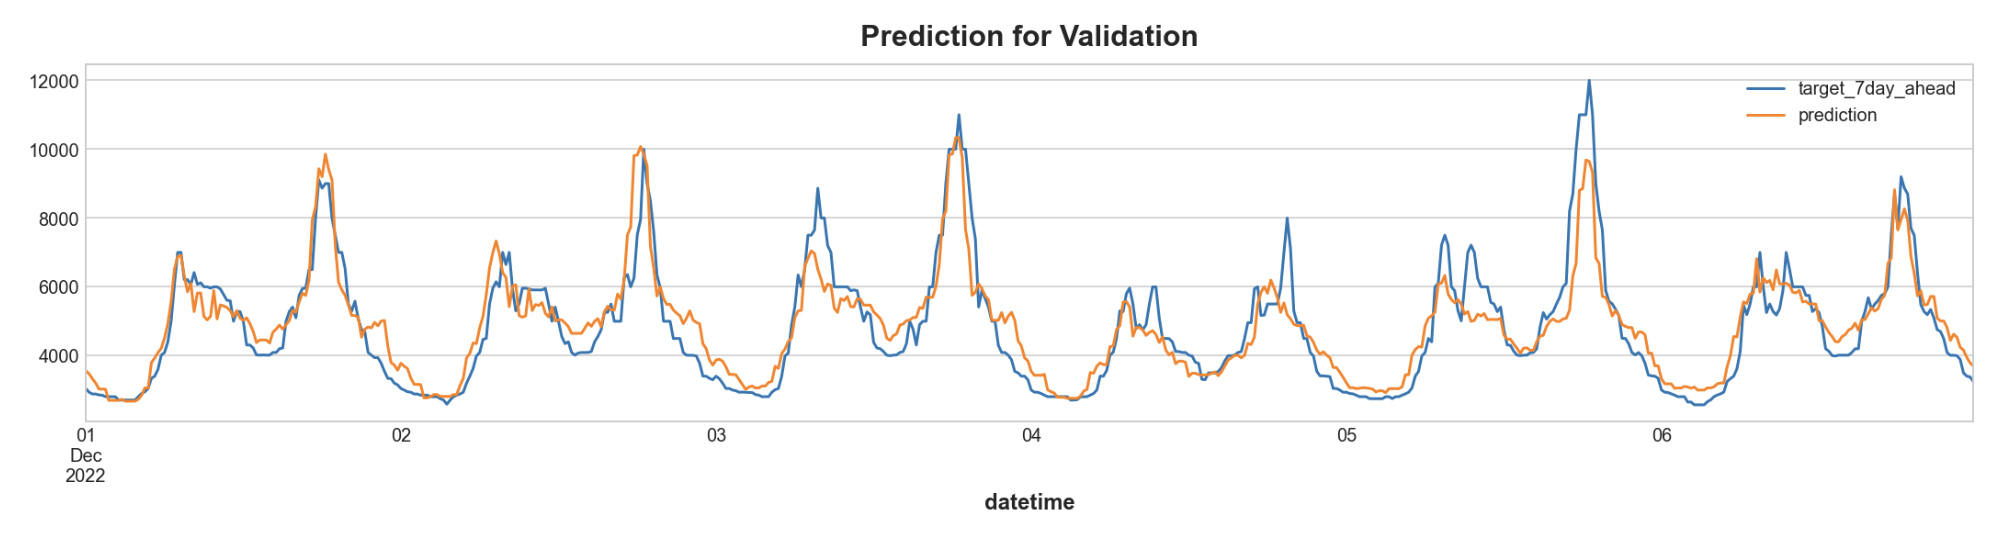 Prediction for Validation
12000
10000
8000
6000
4000
target_7day_ahead
prediction
01 02 03 04 05 06
Dec
2022
datetime